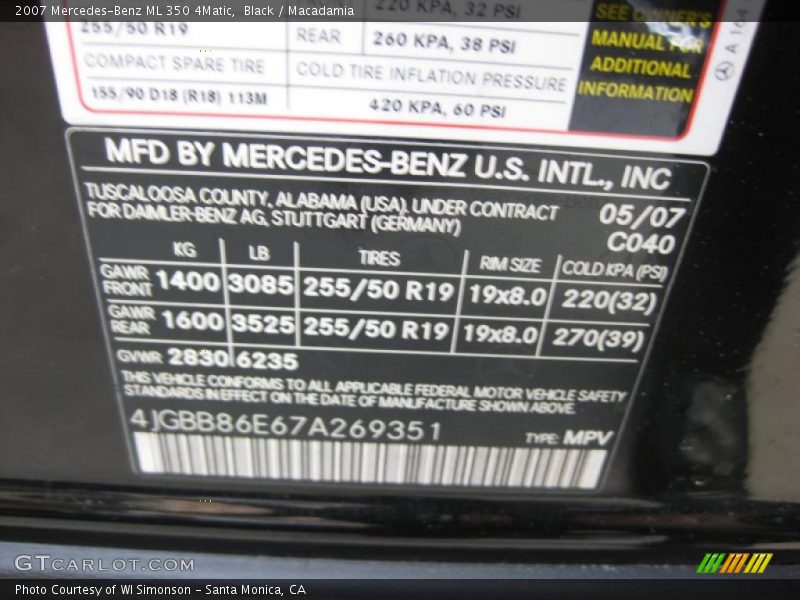 2007 Mercedes-Benz ML 350 4Matic, Black / Macadamia
220 KPA, 32 PSI
255/50 R19 REAR 260 KPA, 38 PSI
COMPACT SPARE TIRE COLD TIRE INFLATION PRESSURE
155/90 D18 (R18) 113M 420 KPA, 60 PSI
SEE OWNER'S
MANUAL FOR
ADDITIONAL
INFORMATION
A 164
MFD BY MERCEDES-BENZ U.S. INTL., INC
TUSCALOOSA COUNTY, ALABAMA (USA), UNDER CONTRACT
FOR DAIMLER-BENZ AG, STUTTGART (GERMANY)
05/07
C040
KG LB TIRES RIM SIZE COLD KPA (PSI)
GAWR
FRONT 1400 3085 255/50 R19 19x8.0 220(32)
GAWR
REAR 1600 3525 255/50 R19 19x8.0 270(39)
GVWR 2830 6235
THIS VEHICLE CONFORMS TO ALL APPLICABLE FEDERAL MOTOR VEHICLE SAFETY
STANDARDS IN EFFECT ON THE DATE OF MANUFACTURE SHOWN ABOVE.
4JGBB86E67A269351
TYPE: MPV
GTCARLOT.COM
Photo Courtesy of WI Simonson - Santa Monica, CA